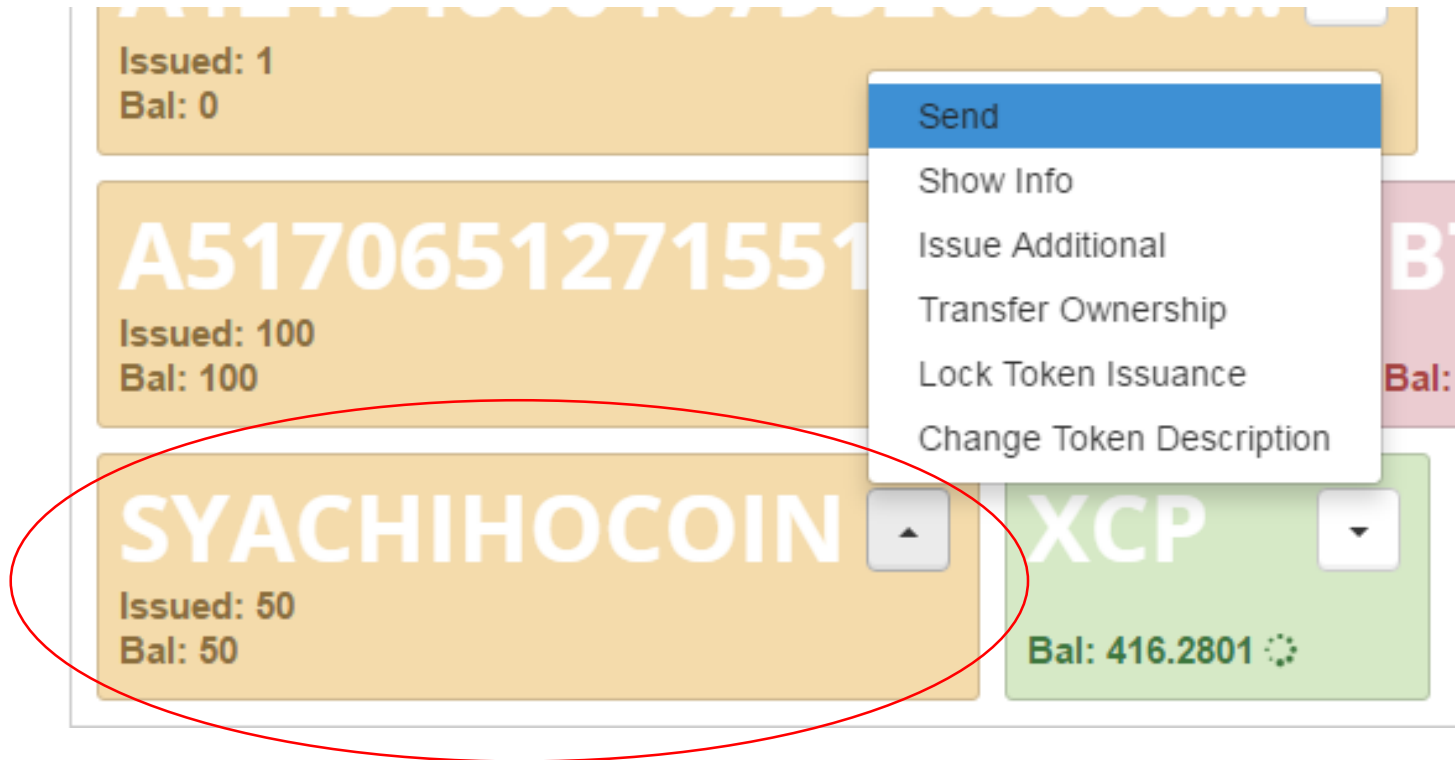 Issued: 1
Bal: 0
Send
Show Info
Issue Additional
Transfer Ownership
Lock Token Issuance
Change Token Description
A5170651271551
Issued: 100
Bal: 100
Bal:
SYACHIHOCOIN
Issued: 50
Bal: 50
XCP
Bal: 416.2801